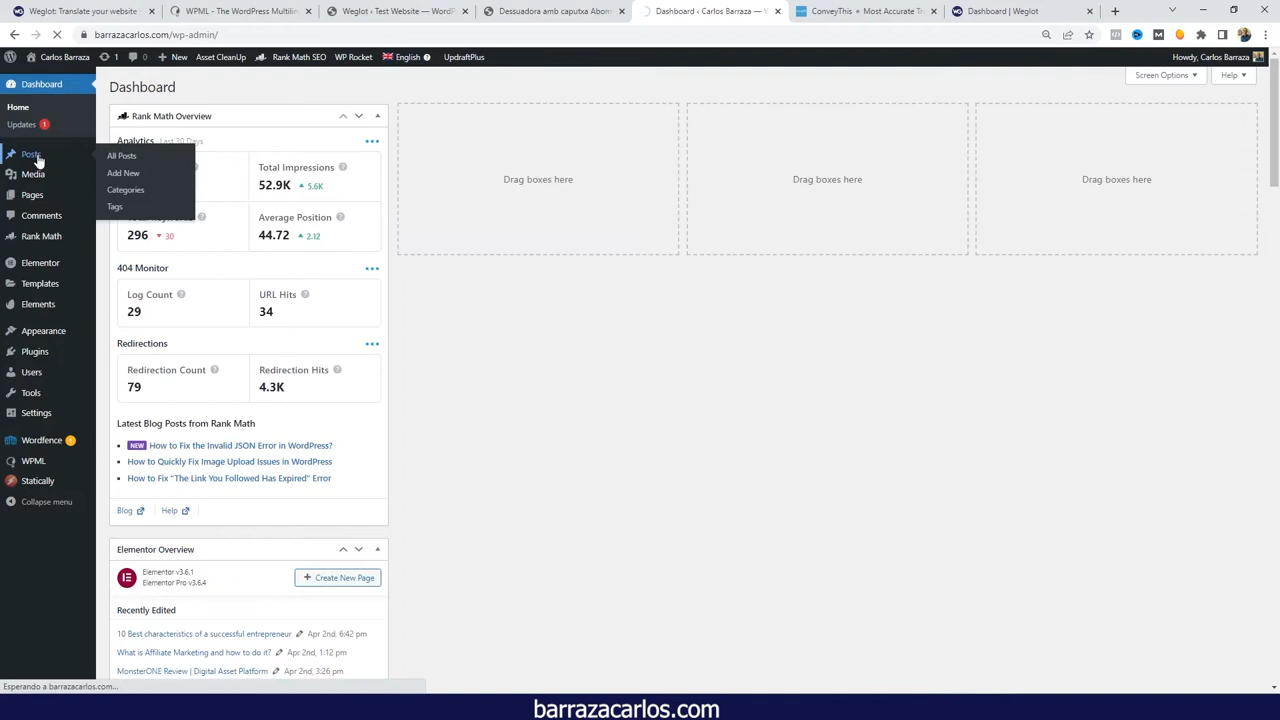 Weglot: Translate your website
WPML - The WordPress Multilin
Weglot ‹ Test Website — WordP
Dessuadora amb caputxa Abom
Dashboard ‹ Carlos Barraza — W
ConveyThis • Most Accurate Tr
Dashboard | Weglot
barrazacarlos.com/wp-admin/
Carlos Barraza
1
0
New
Asset CleanUp
Rank Math SEO
WP Rocket
English
UpdraftPlus
Howdy, Carlos Barraza
Dashboard
Home
Updates 1
Posts
Media
Pages
Comments
Rank Math
Elementor
Templates
Elements
Appearance
Plugins
Users
Tools
Settings
Wordfence
WPML
Statically
Collapse menu
All Posts
Add New
Categories
Tags
Dashboard
Screen Options
Help
Rank Math Overview
Analytics Last 30 Days
Total Impressions
52.9K 5.6K
Average Position
296 30
44.72 2.12
404 Monitor
Log Count
29
URL Hits
34
Redirections
Redirection Count
79
Redirection Hits
4.3K
Latest Blog Posts from Rank Math
NEW How to Fix the Invalid JSON Error in WordPress?
How to Quickly Fix Image Upload Issues in WordPress
How to Fix “The Link You Followed Has Expired” Error
Blog
Help
Elementor Overview
Elementor v3.6.1
Elementor Pro v3.6.4
Create New Page
Recently Edited
10 Best characteristics of a successful entrepreneur Apr 2nd, 6:42 pm
What is Affiliate Marketing and how to do it? Apr 2nd, 1:12 pm
MonsterONE Review | Digital Asset Platform Apr 2nd, 3:26 pm
Drag boxes here
Drag boxes here
Drag boxes here
Esperando a barrazacarlos.com...
barrazacarlos.com